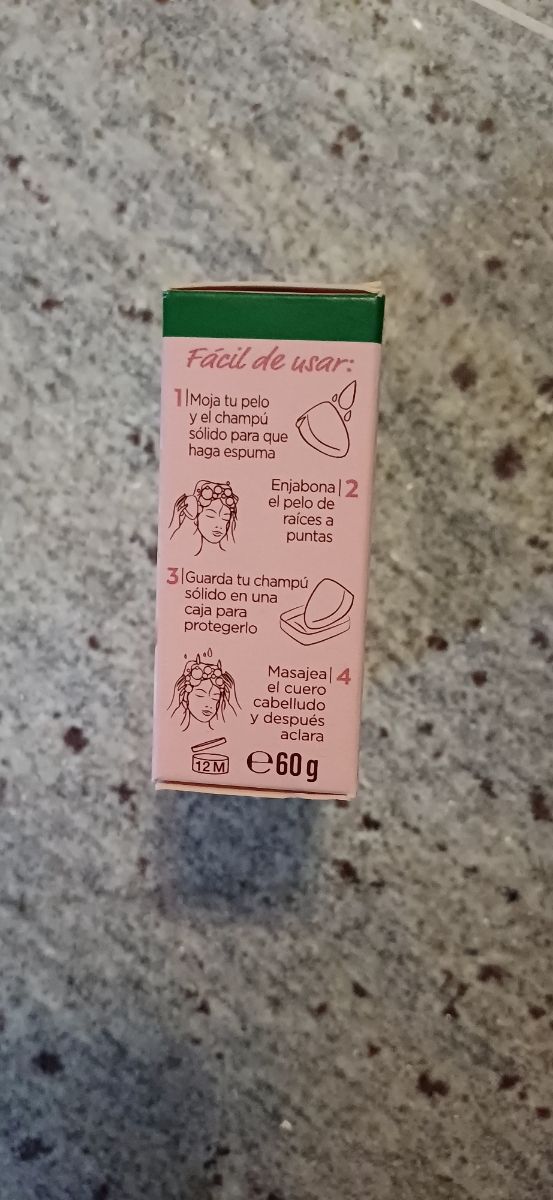 Fácil de usar:
1|Moja tu pelo
y el champú
sólido para que
haga espuma
Enjabona|2
el pelo de
raíces a
puntas
3|Guarda tu champú
sólido en una
caja para
protegerlo
Masajea|4
el cuero
cabelludo
y después
aclara
12 M
℮60 g